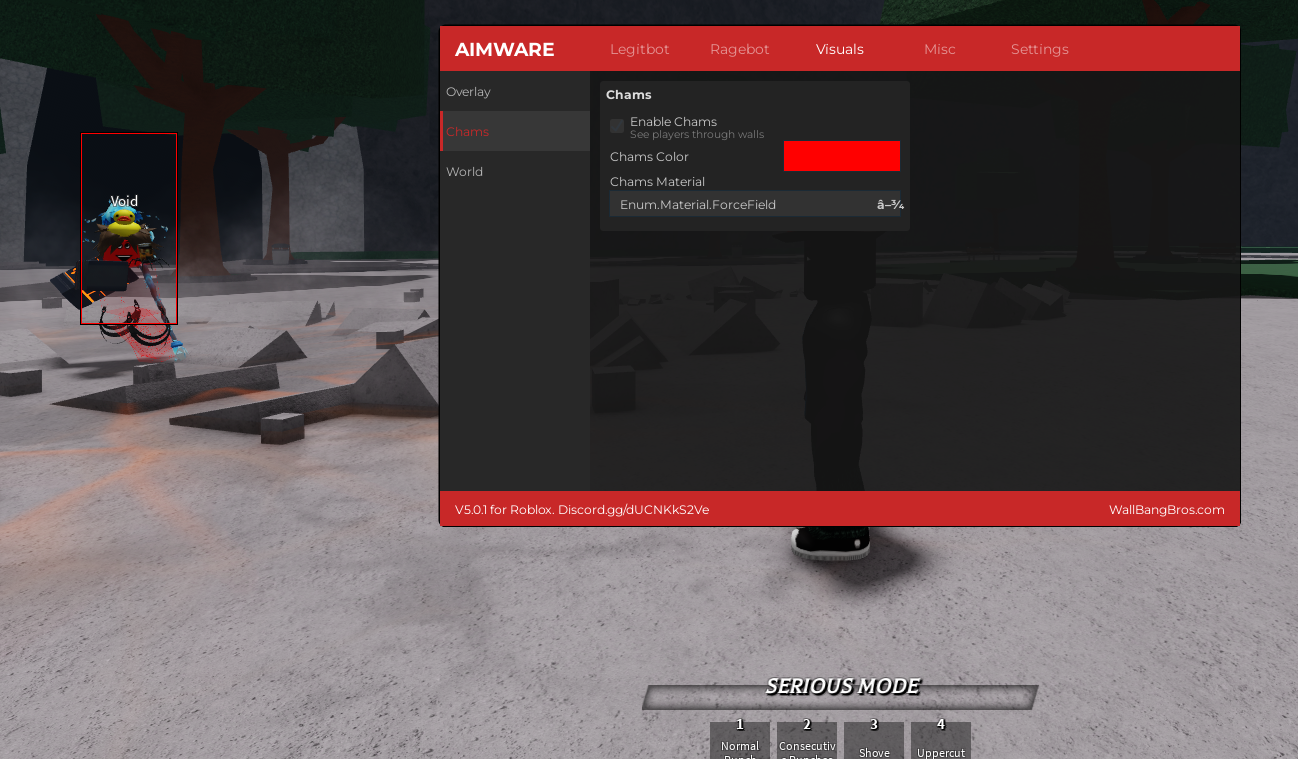 AIMWARE
Legitbot
Ragebot
Visuals
Misc
Settings
Overlay
Chams
World
Chams
Enable Chams
See players through walls
Chams Color
Chams Material
Enum.Material.ForceField
â–¾
Void
V5.0.1 for Roblox. Discord.gg/dUCNKkS2Ve
WallBangBros.com
SERIOUS MODE
1
2
3
4
Normal
Punch
Consecutiv
e Punches
Shove
Uppercut